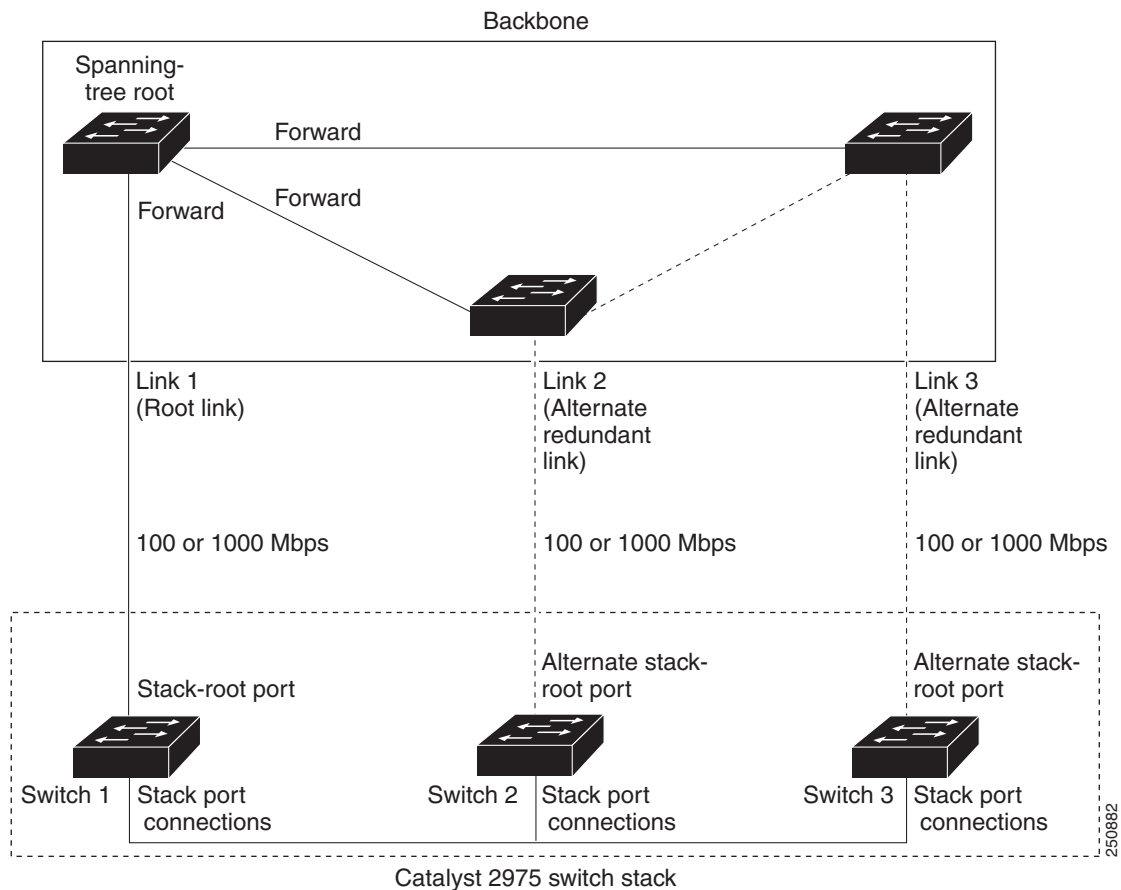 Backbone
Spanning-
tree root
Forward
Forward
Forward
Link 1
(Root link)
Link 2
(Alternate
redundant
link)
Link 3
(Alternate
redundant
link)
100 or 1000 Mbps
100 or 1000 Mbps
100 or 1000 Mbps
Stack-root port
Alternate stack-
root port
Alternate stack-
root port
Switch 1
Stack port
connections
Switch 2
Stack port
connections
Switch 3
Stack port
connections
250882
Catalyst 2975 switch stack